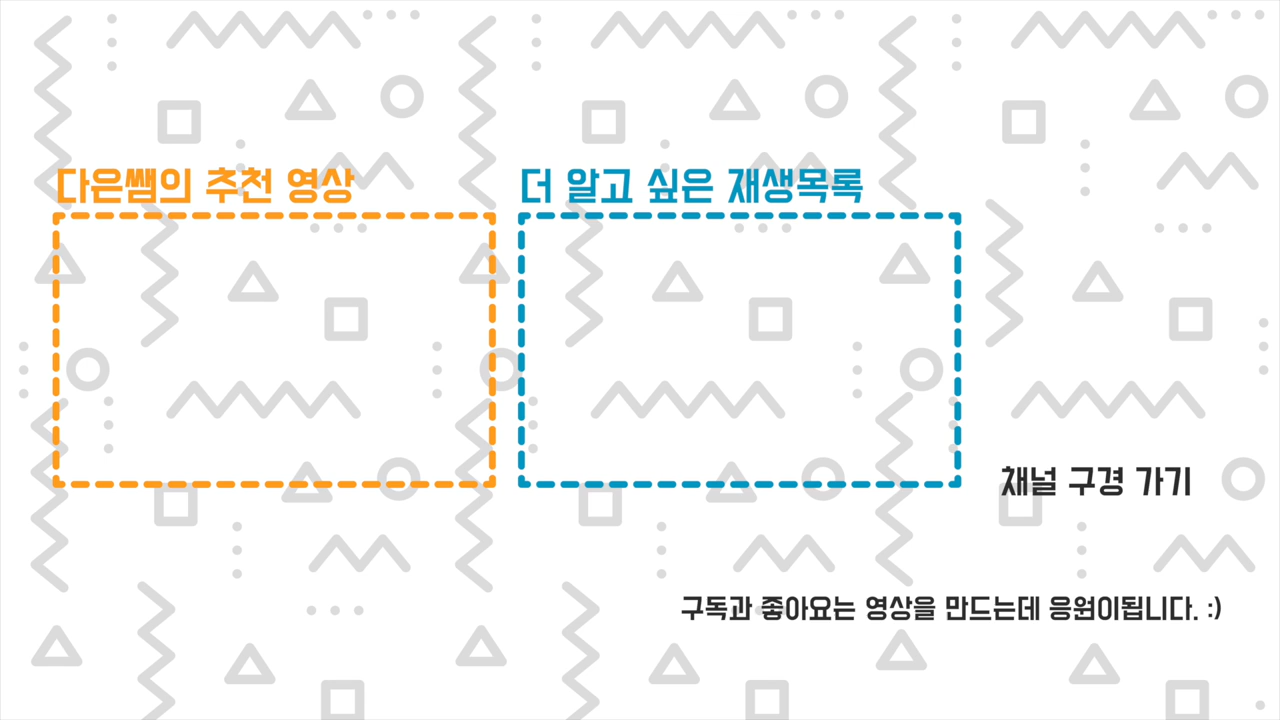 다은쌤의 추천 영상
더 알고 싶은 재생목록
채널 구경 가기
구독과 좋아요는 영상을 만드는데 응원이됩니다. :)